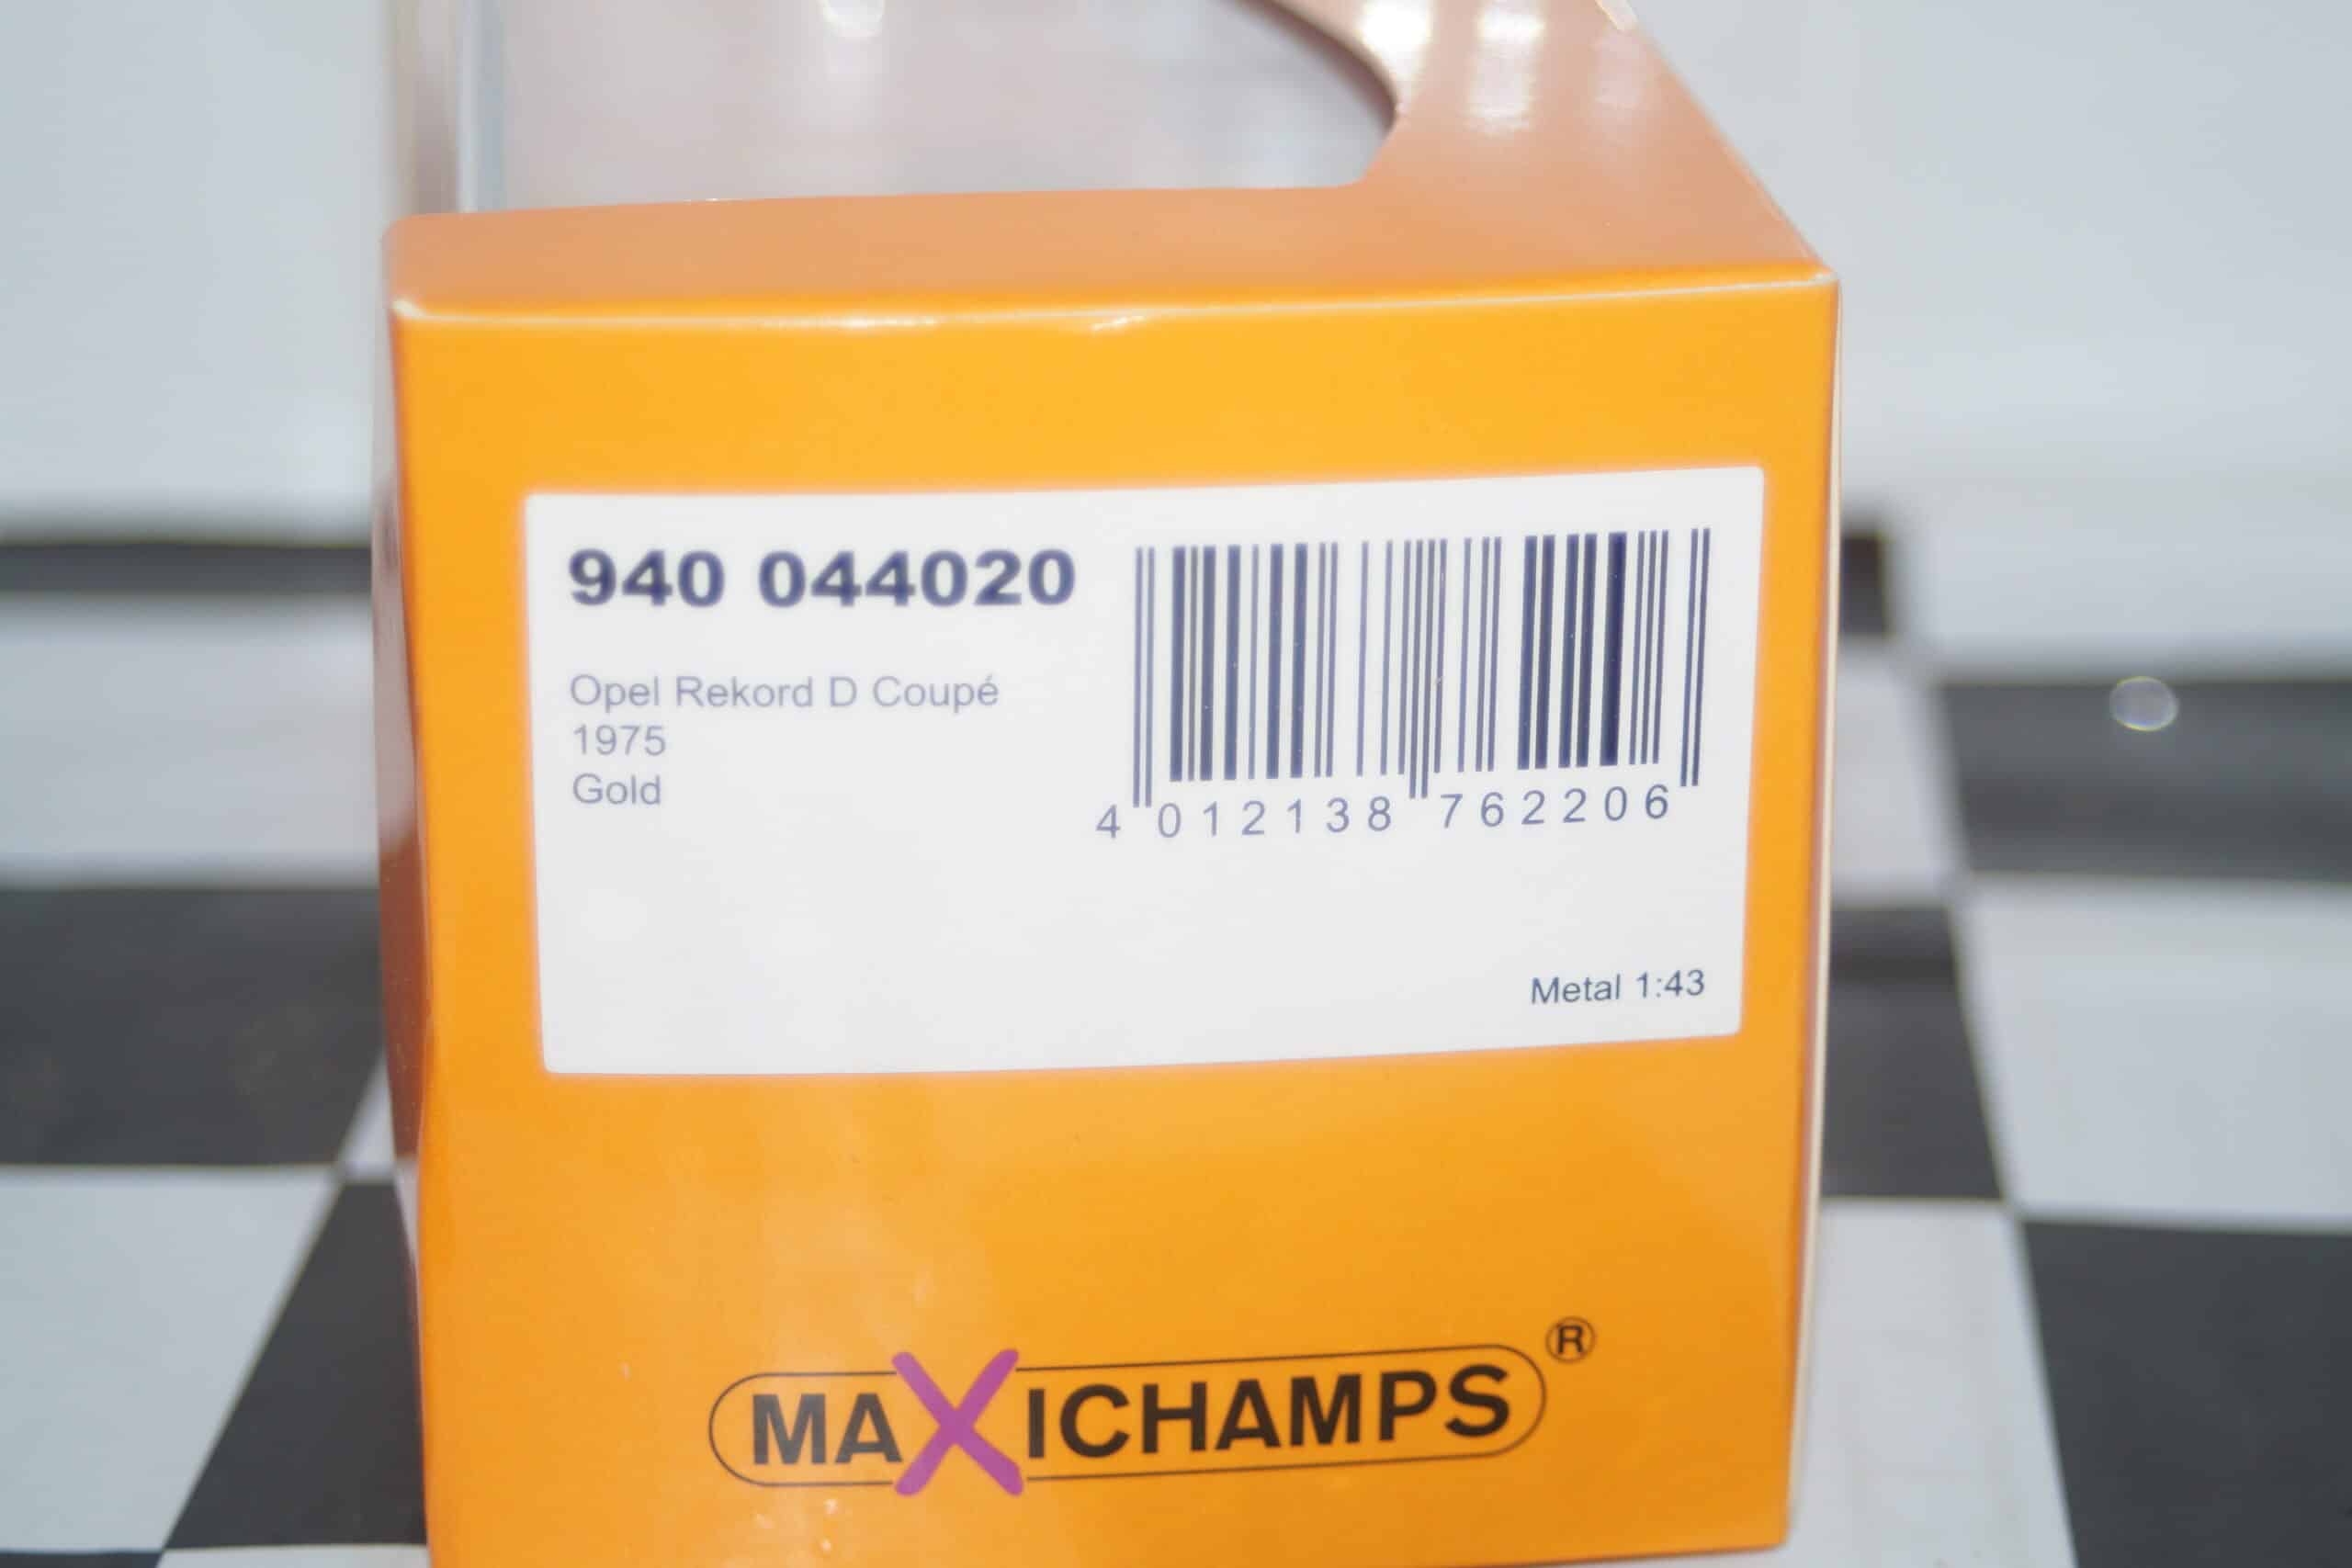 940 044020
Opel Rekord D Coupé
1975
Gold
4 012138 762206
Metal 1:43
MAXICHAMPS®